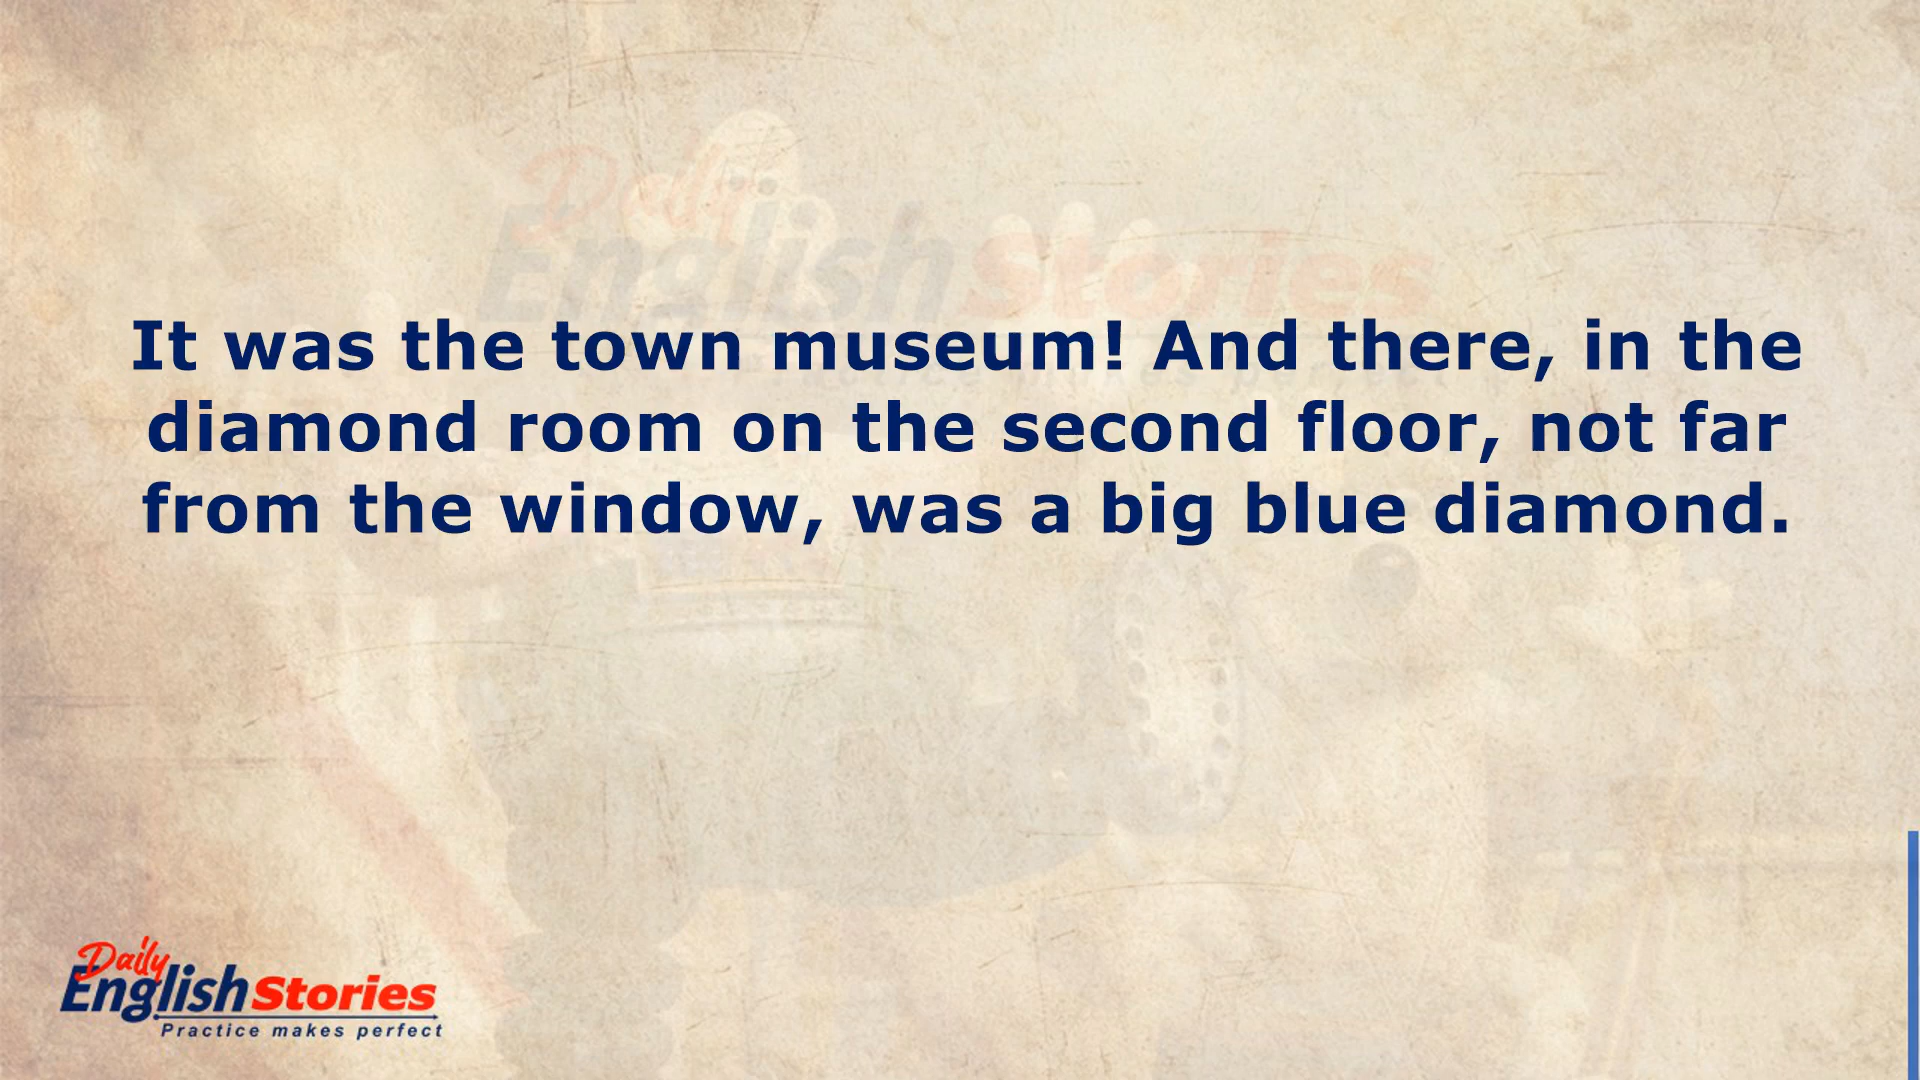 It was the town museum! And there, in the
diamond room on the second floor, not far
from the window, was a big blue diamond.
Daily
English Stories
Practice makes perfect